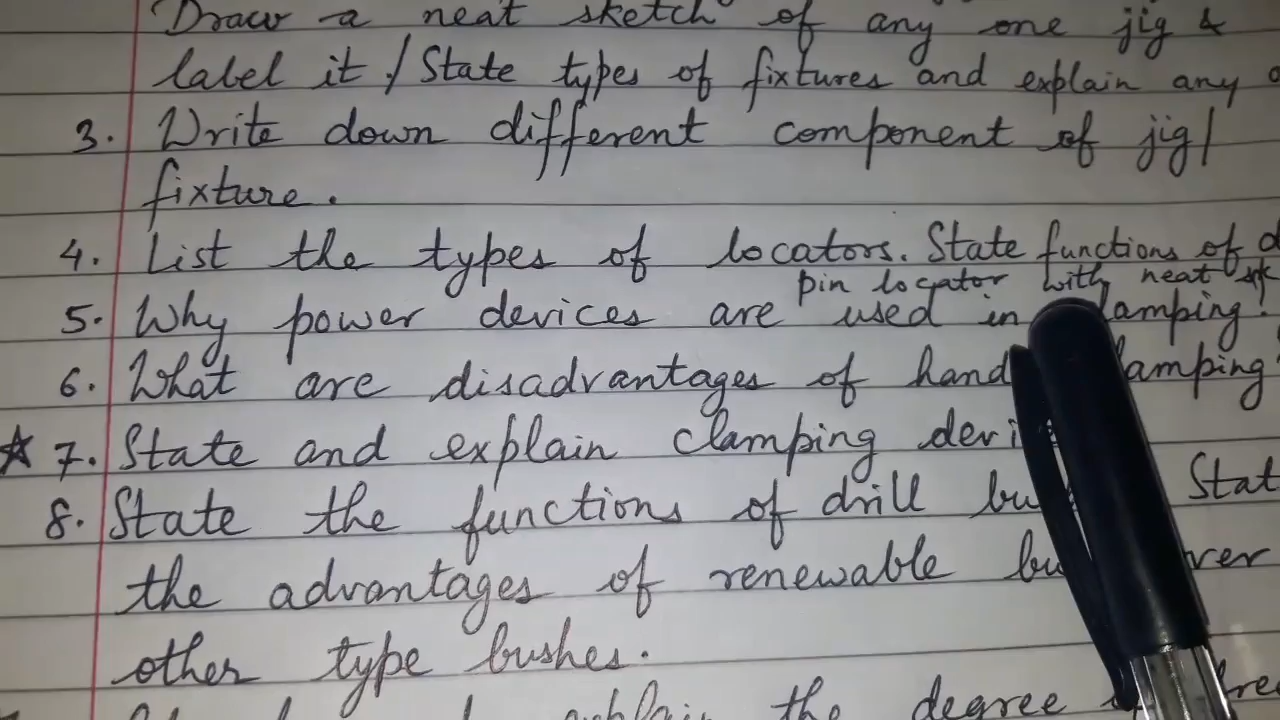 Draw a neat sketch of any one jig &
label it. / State types of fixtures and explain any
3. Write down different component of jig/
fixture.
4. List the types of locators. State functions of
pin locator with neat
5. Why power devices are used in clamping?
6. What are disadvantages of hand clamping?
☆ 7. State and explain clamping
8. State the functions of drill
the advantages of renewable
other type bushes.
explain the degree